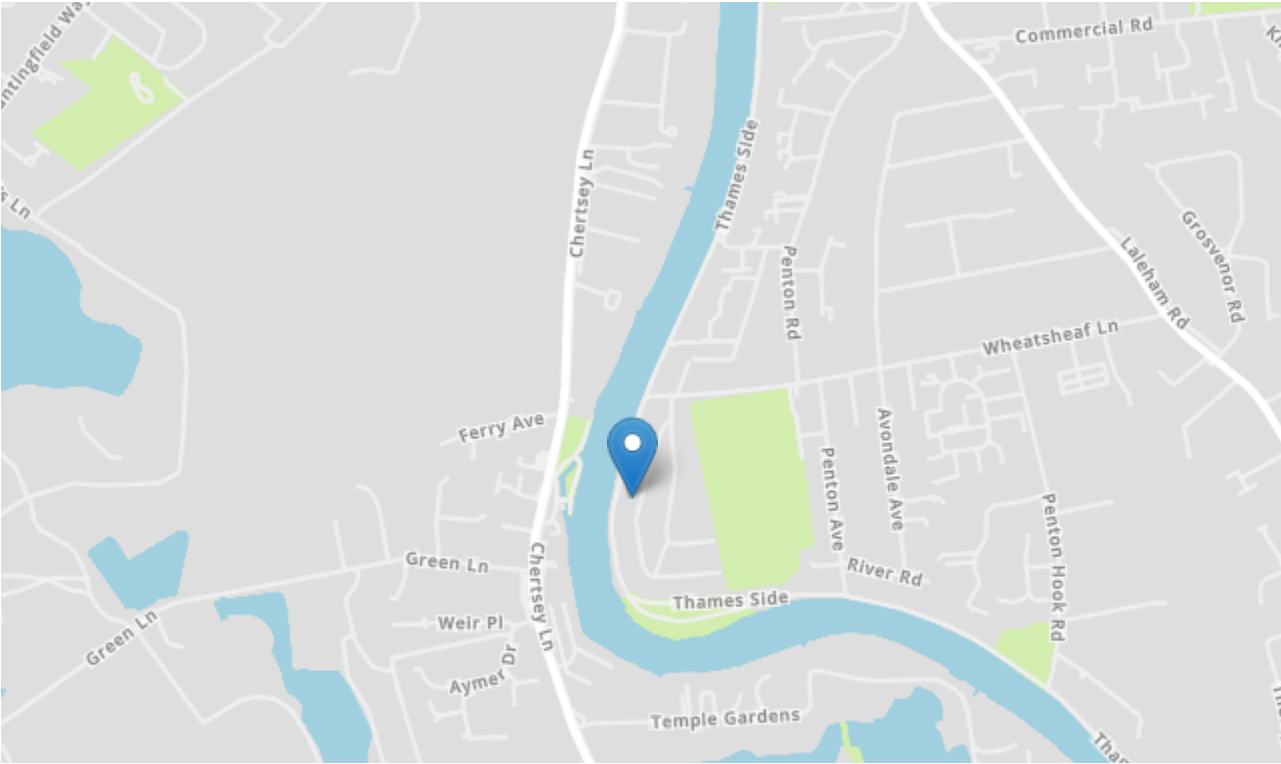 Commercial Rd
Chertsey Ln
Thames Side
Grosvenor Rd
Penton Rd
Laleham Rd
Wheatsheaf Ln
Ferry Ave
Avondale Ave
Penton Ave
Penton Hook Rd
Green Ln
Chertsey Ln
River Rd
Thames Side
Green Ln
Weir Pl
Aymer Dr
Temple Gardens